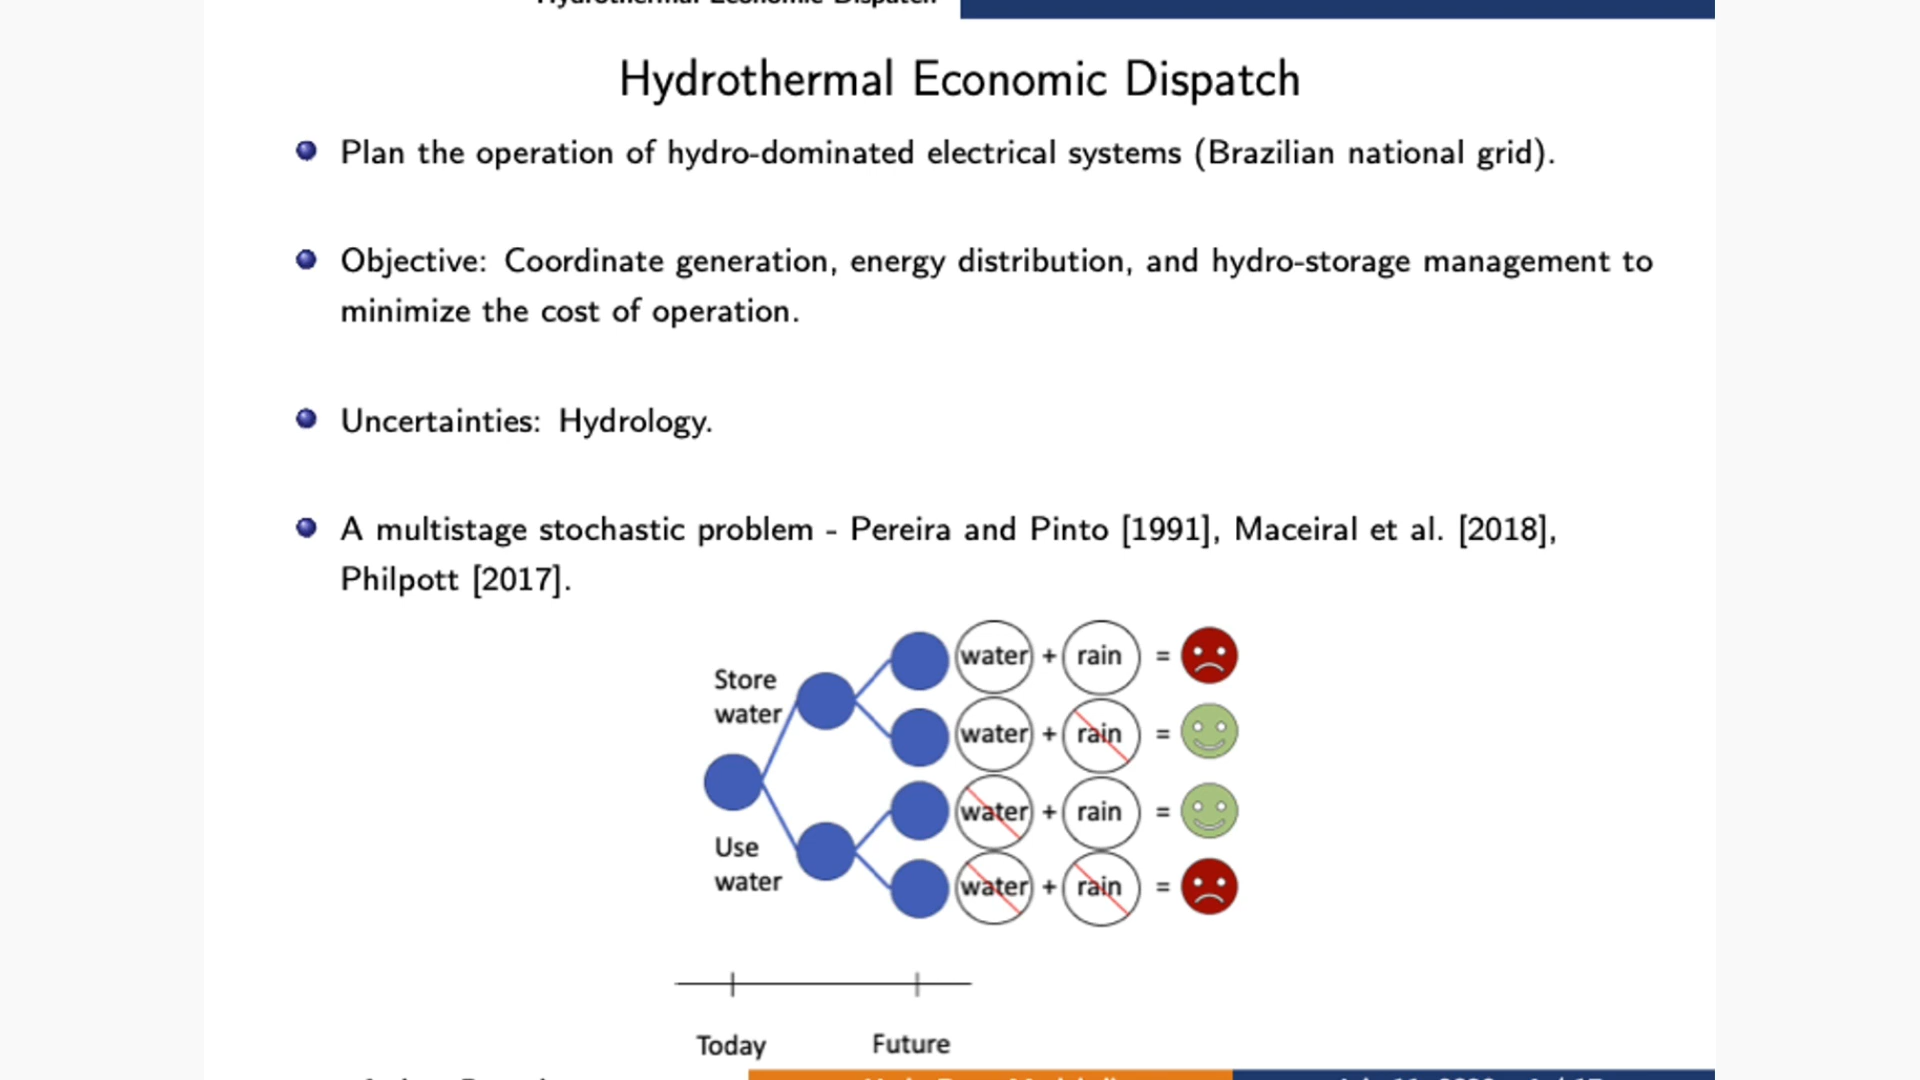 Hydrothermal Economic Dispatch
Hydrothermal Economic Dispatch
Plan the operation of hydro-dominated electrical systems (Brazilian national grid).
Objective: Coordinate generation, energy distribution, and hydro-storage management to
minimize the cost of operation.
Uncertainties: Hydrology.
A multistage stochastic problem - Pereira and Pinto [1991], Maceiral et al. [2018],
Philpott [2017].
Store
water
water + rain =
water + rain =
Use
water
water + rain =
water + rain =
Today
Future